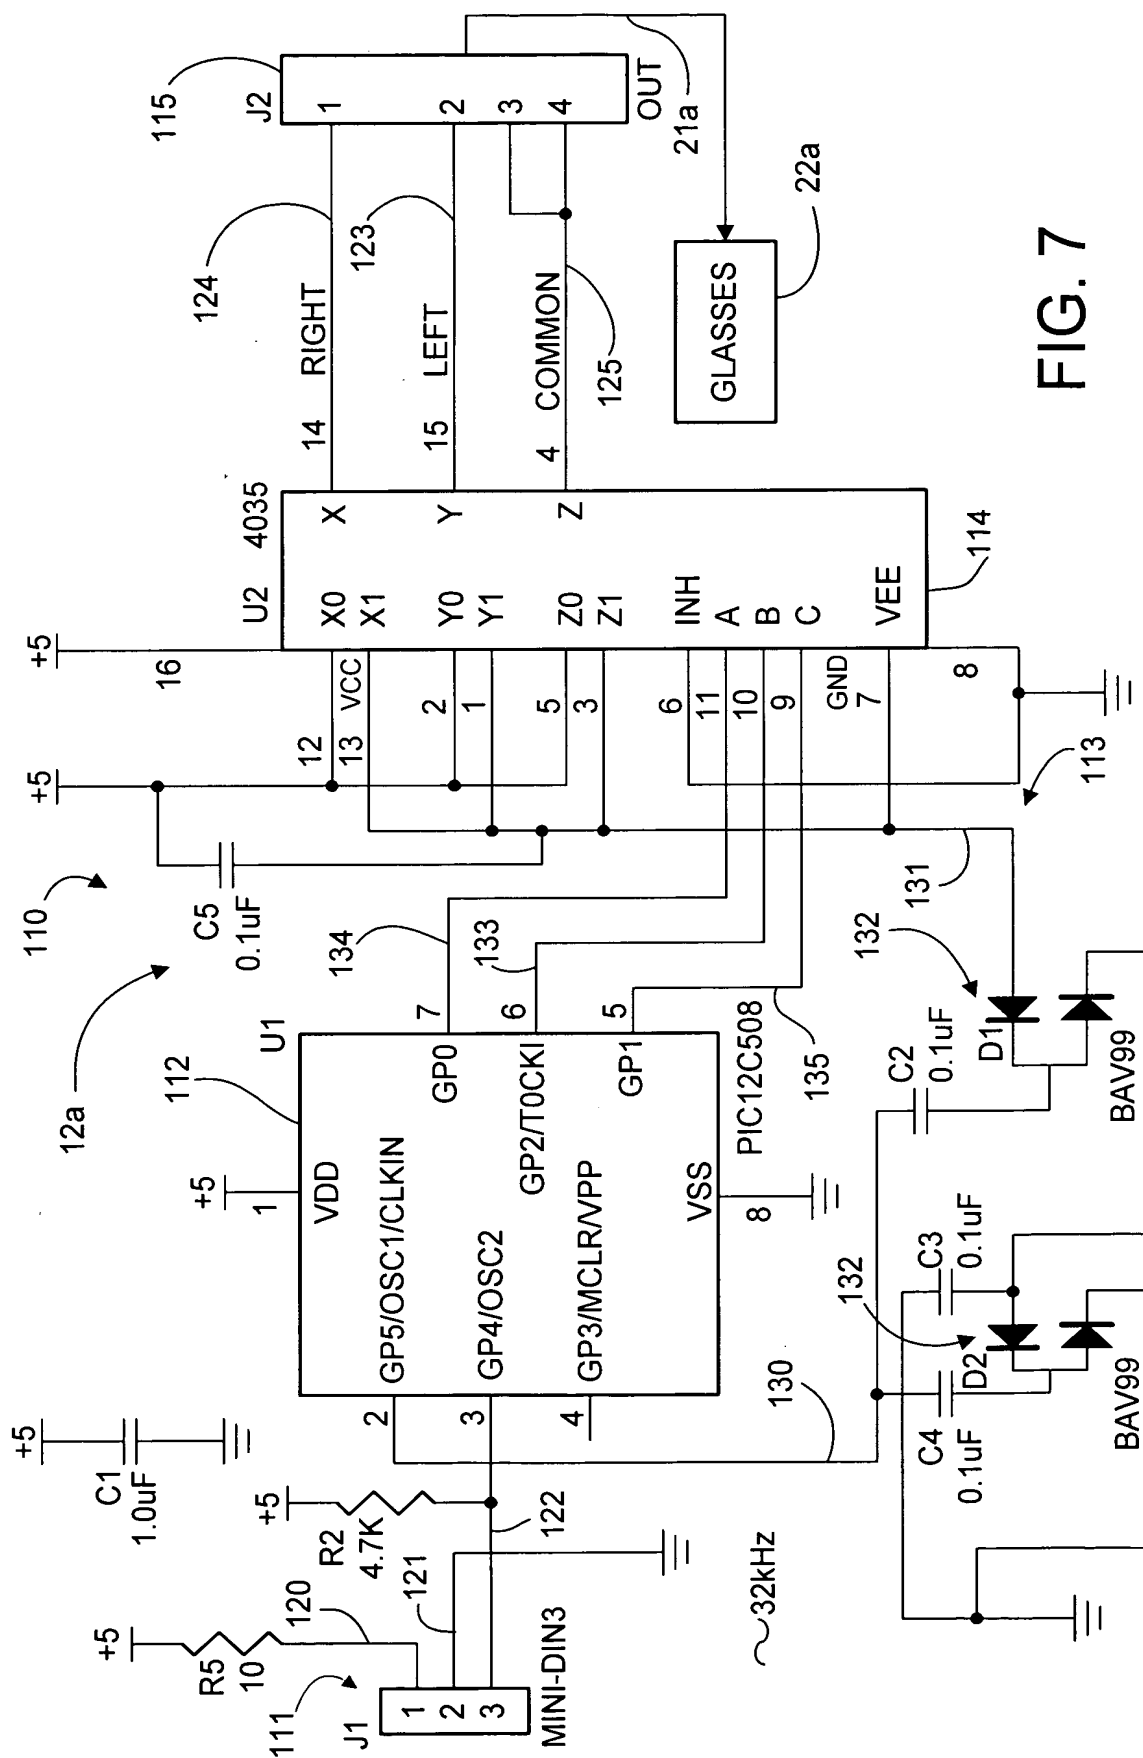 12a
110
+5
R5
10
120
111
J1
1
2
3
MINI-DIN3
121
122
+5
R2
4.7K
+5
C1
1.0uF
32kHz
2
3
4
+5
1
112
U1
VDD
GP5/OSC1/CLKIN
GP4/OSC2
GP3/MCLR/VPP
VSS
8
GP0
GP2/T0CKI
GP1
7
6
5
PIC12C508
134
133
135
130
C5
0.1uF
+5
+5
16
12
13
VCC
2
1
5
3
6
11
10
9
GND
7
8
U2
4035
X0
X1
Y0
Y1
Z0
Z1
INH
A
B
C
VEE
X
Y
Z
114
113
14
RIGHT
124
15
LEFT
123
4
COMMON
125
115
J2
1
2
3
4
OUT
21a
GLASSES
22a
131
132
D1
C2
0.1uF
BAV99
132
C3
0.1uF
D2
C4
0.1uF
BAV99
FIG. 7